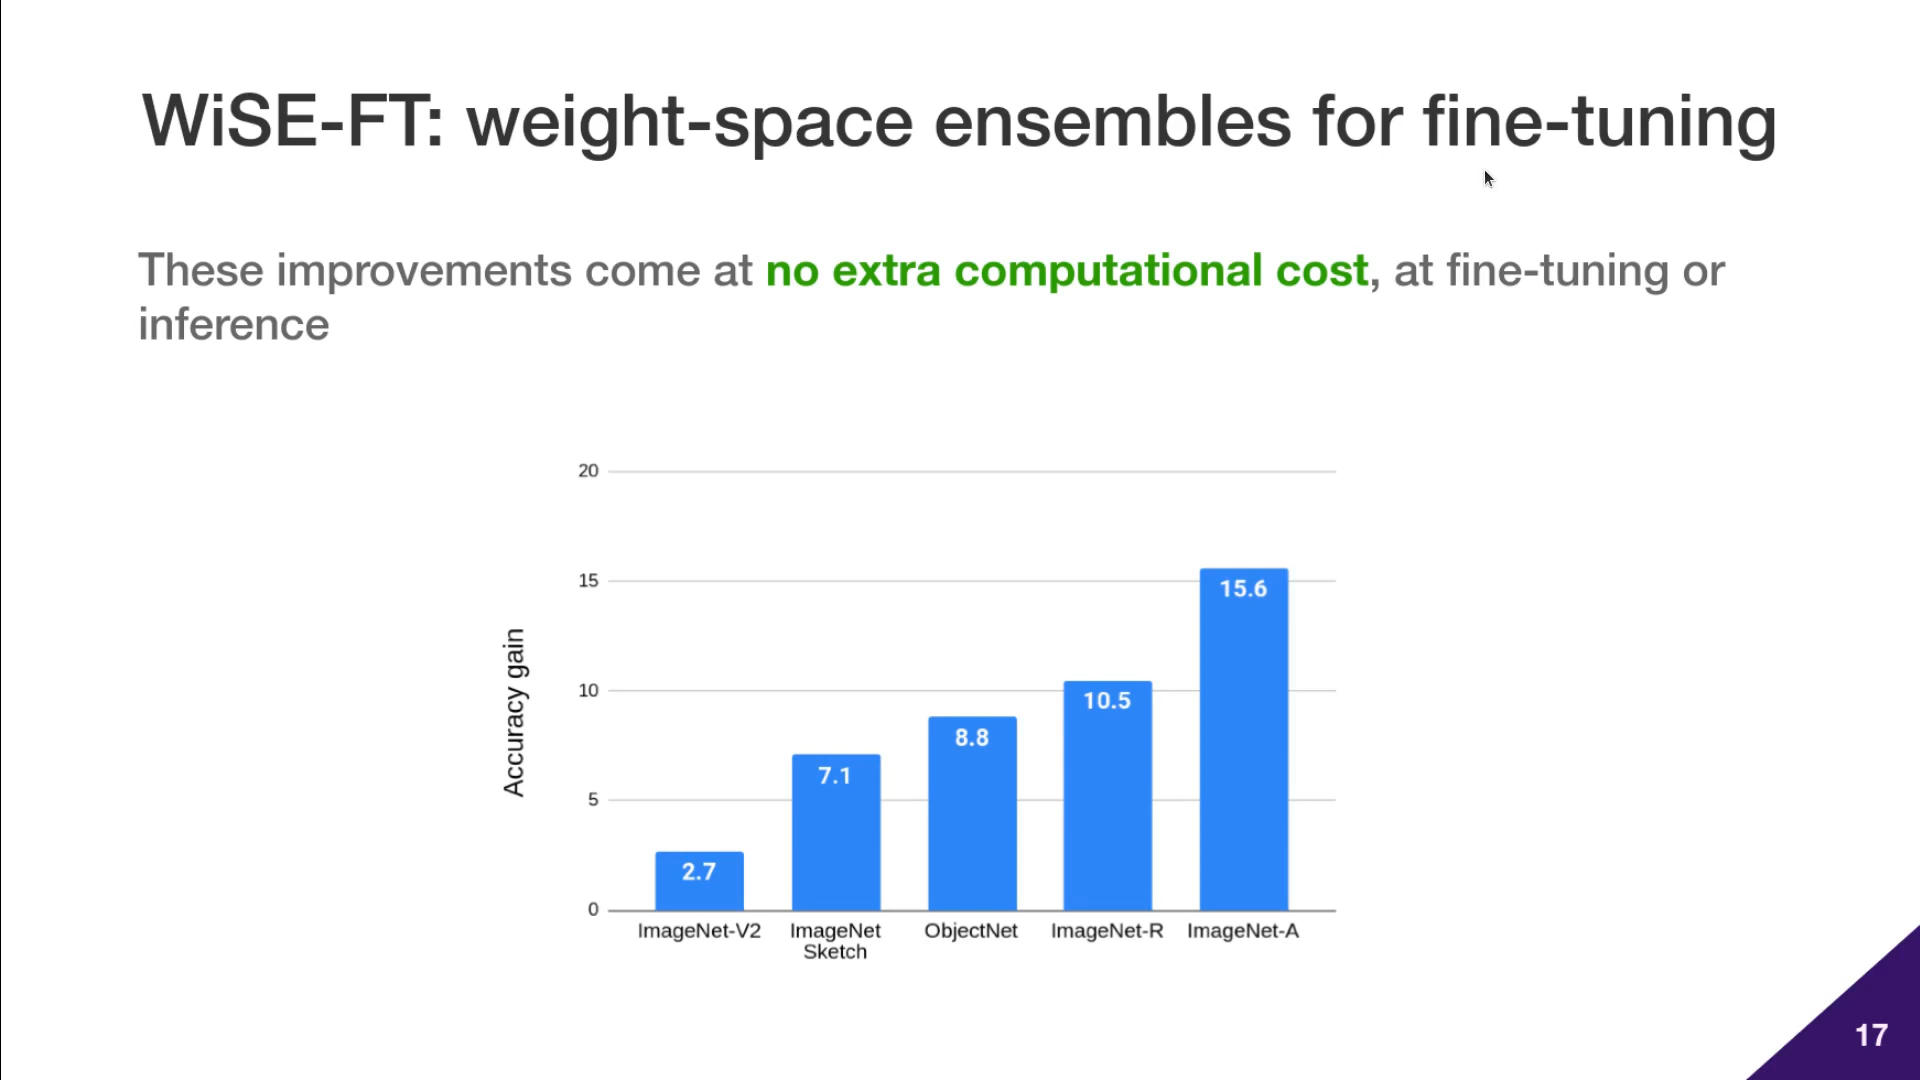 WiSE-FT: weight-space ensembles for fine-tuning
These improvements come at no extra computational cost, at fine-tuning or
inference
20
15
10
5
0
Accuracy gain
2.7
7.1
8.8
10.5
15.6
ImageNet-V2
ImageNet
Sketch
ObjectNet
ImageNet-R
ImageNet-A
17